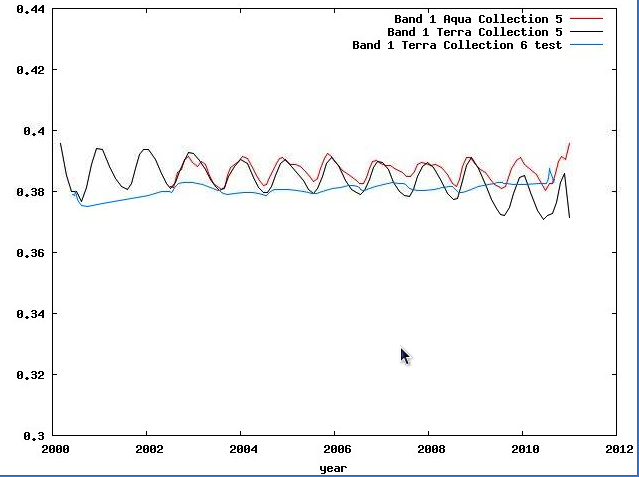 0.44
Band 1 Aqua Collection 5
Band 1 Terra Collection 5
Band 1 Terra Collection 6 test
0.42
0.4
0.38
0.36
0.34
0.32
0.3
2000 2002 2004 2006 2008 2010 2012
year